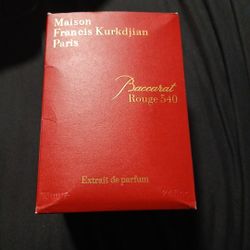 Maison
Francis Kurkdjian
Paris
Baccarat
Rouge 540
Extrait de parfum